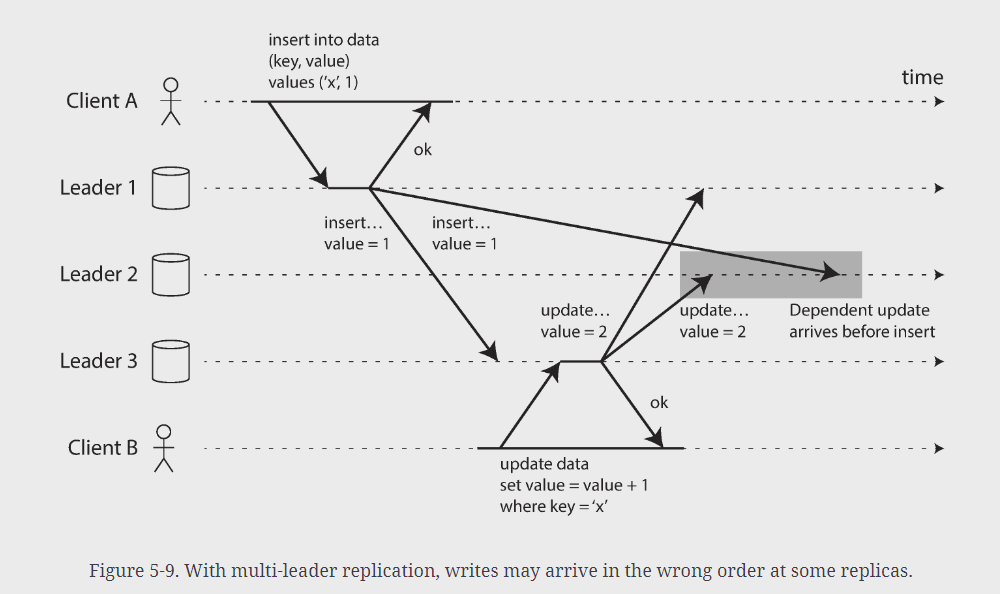 insert into data
(key, value)
values (‘x’, 1)
time
Client A
ok
Leader 1
insert…
value = 1
insert…
value = 1
Leader 2
update…
value = 2
update…
value = 2
Dependent update
arrives before insert
Leader 3
ok
Client B
update data
set value = value + 1
where key = ‘x’
Figure 5-9. With multi-leader replication, writes may arrive in the wrong order at some replicas.